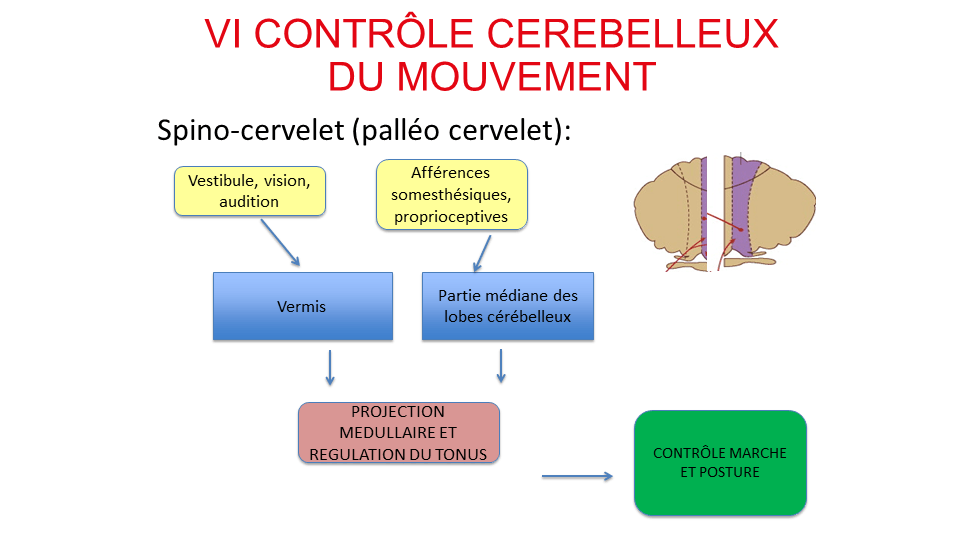 VI CONTRÔLE CEREBELLEUX
DU MOUVEMENT
Spino-cervelet (palléo cervelet):
Vestibule, vision,
audition
Afférences
somesthésiques,
proprioceptives
Vermis
Partie médiane des
lobes cérébelleux
PROJECTION
MEDULLAIRE ET
REGULATION DU TONUS
CONTRÔLE MARCHE
ET POSTURE